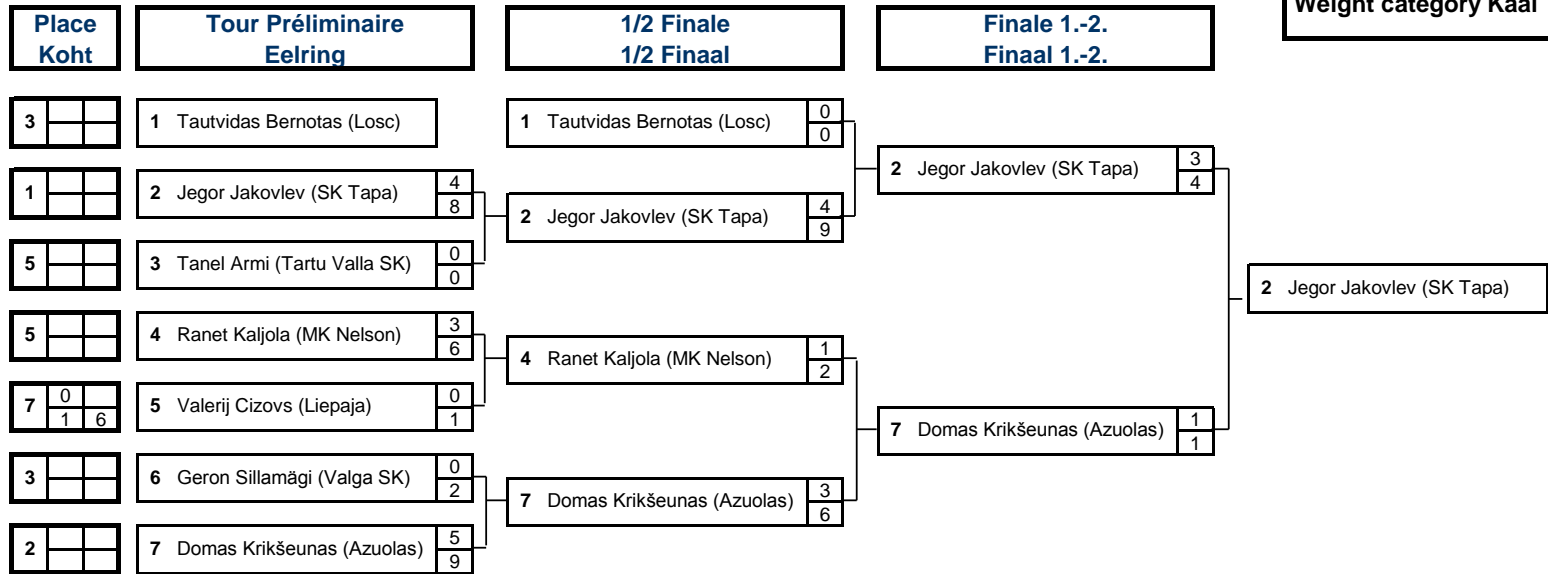 Weight category Kaal
Place
Koht
Tour Préliminaire
Eelring
1/2 Finale
1/2 Finaal
Finale 1.-2.
Finaal 1.-2.
3
1 Tautvidas Bernotas (Losc)
1
2 Jegor Jakovlev (SK Tapa) 4
8
5
3 Tanel Armi (Tartu Valla SK) 0
0
5
4 Ranet Kaljola (MK Nelson) 3
6
7 0
1 6
5 Valerij Cizovs (Liepaja) 0
1
3
6 Geron Sillamägi (Valga SK) 0
2
2
7 Domas Krikšeunas (Azuolas) 5
9
1 Tautvidas Bernotas (Losc) 0
0
2 Jegor Jakovlev (SK Tapa) 4
9
4 Ranet Kaljola (MK Nelson) 1
2
7 Domas Krikšeunas (Azuolas) 3
6
2 Jegor Jakovlev (SK Tapa) 3
4
7 Domas Krikšeunas (Azuolas) 1
1
2 Jegor Jakovlev (SK Tapa)